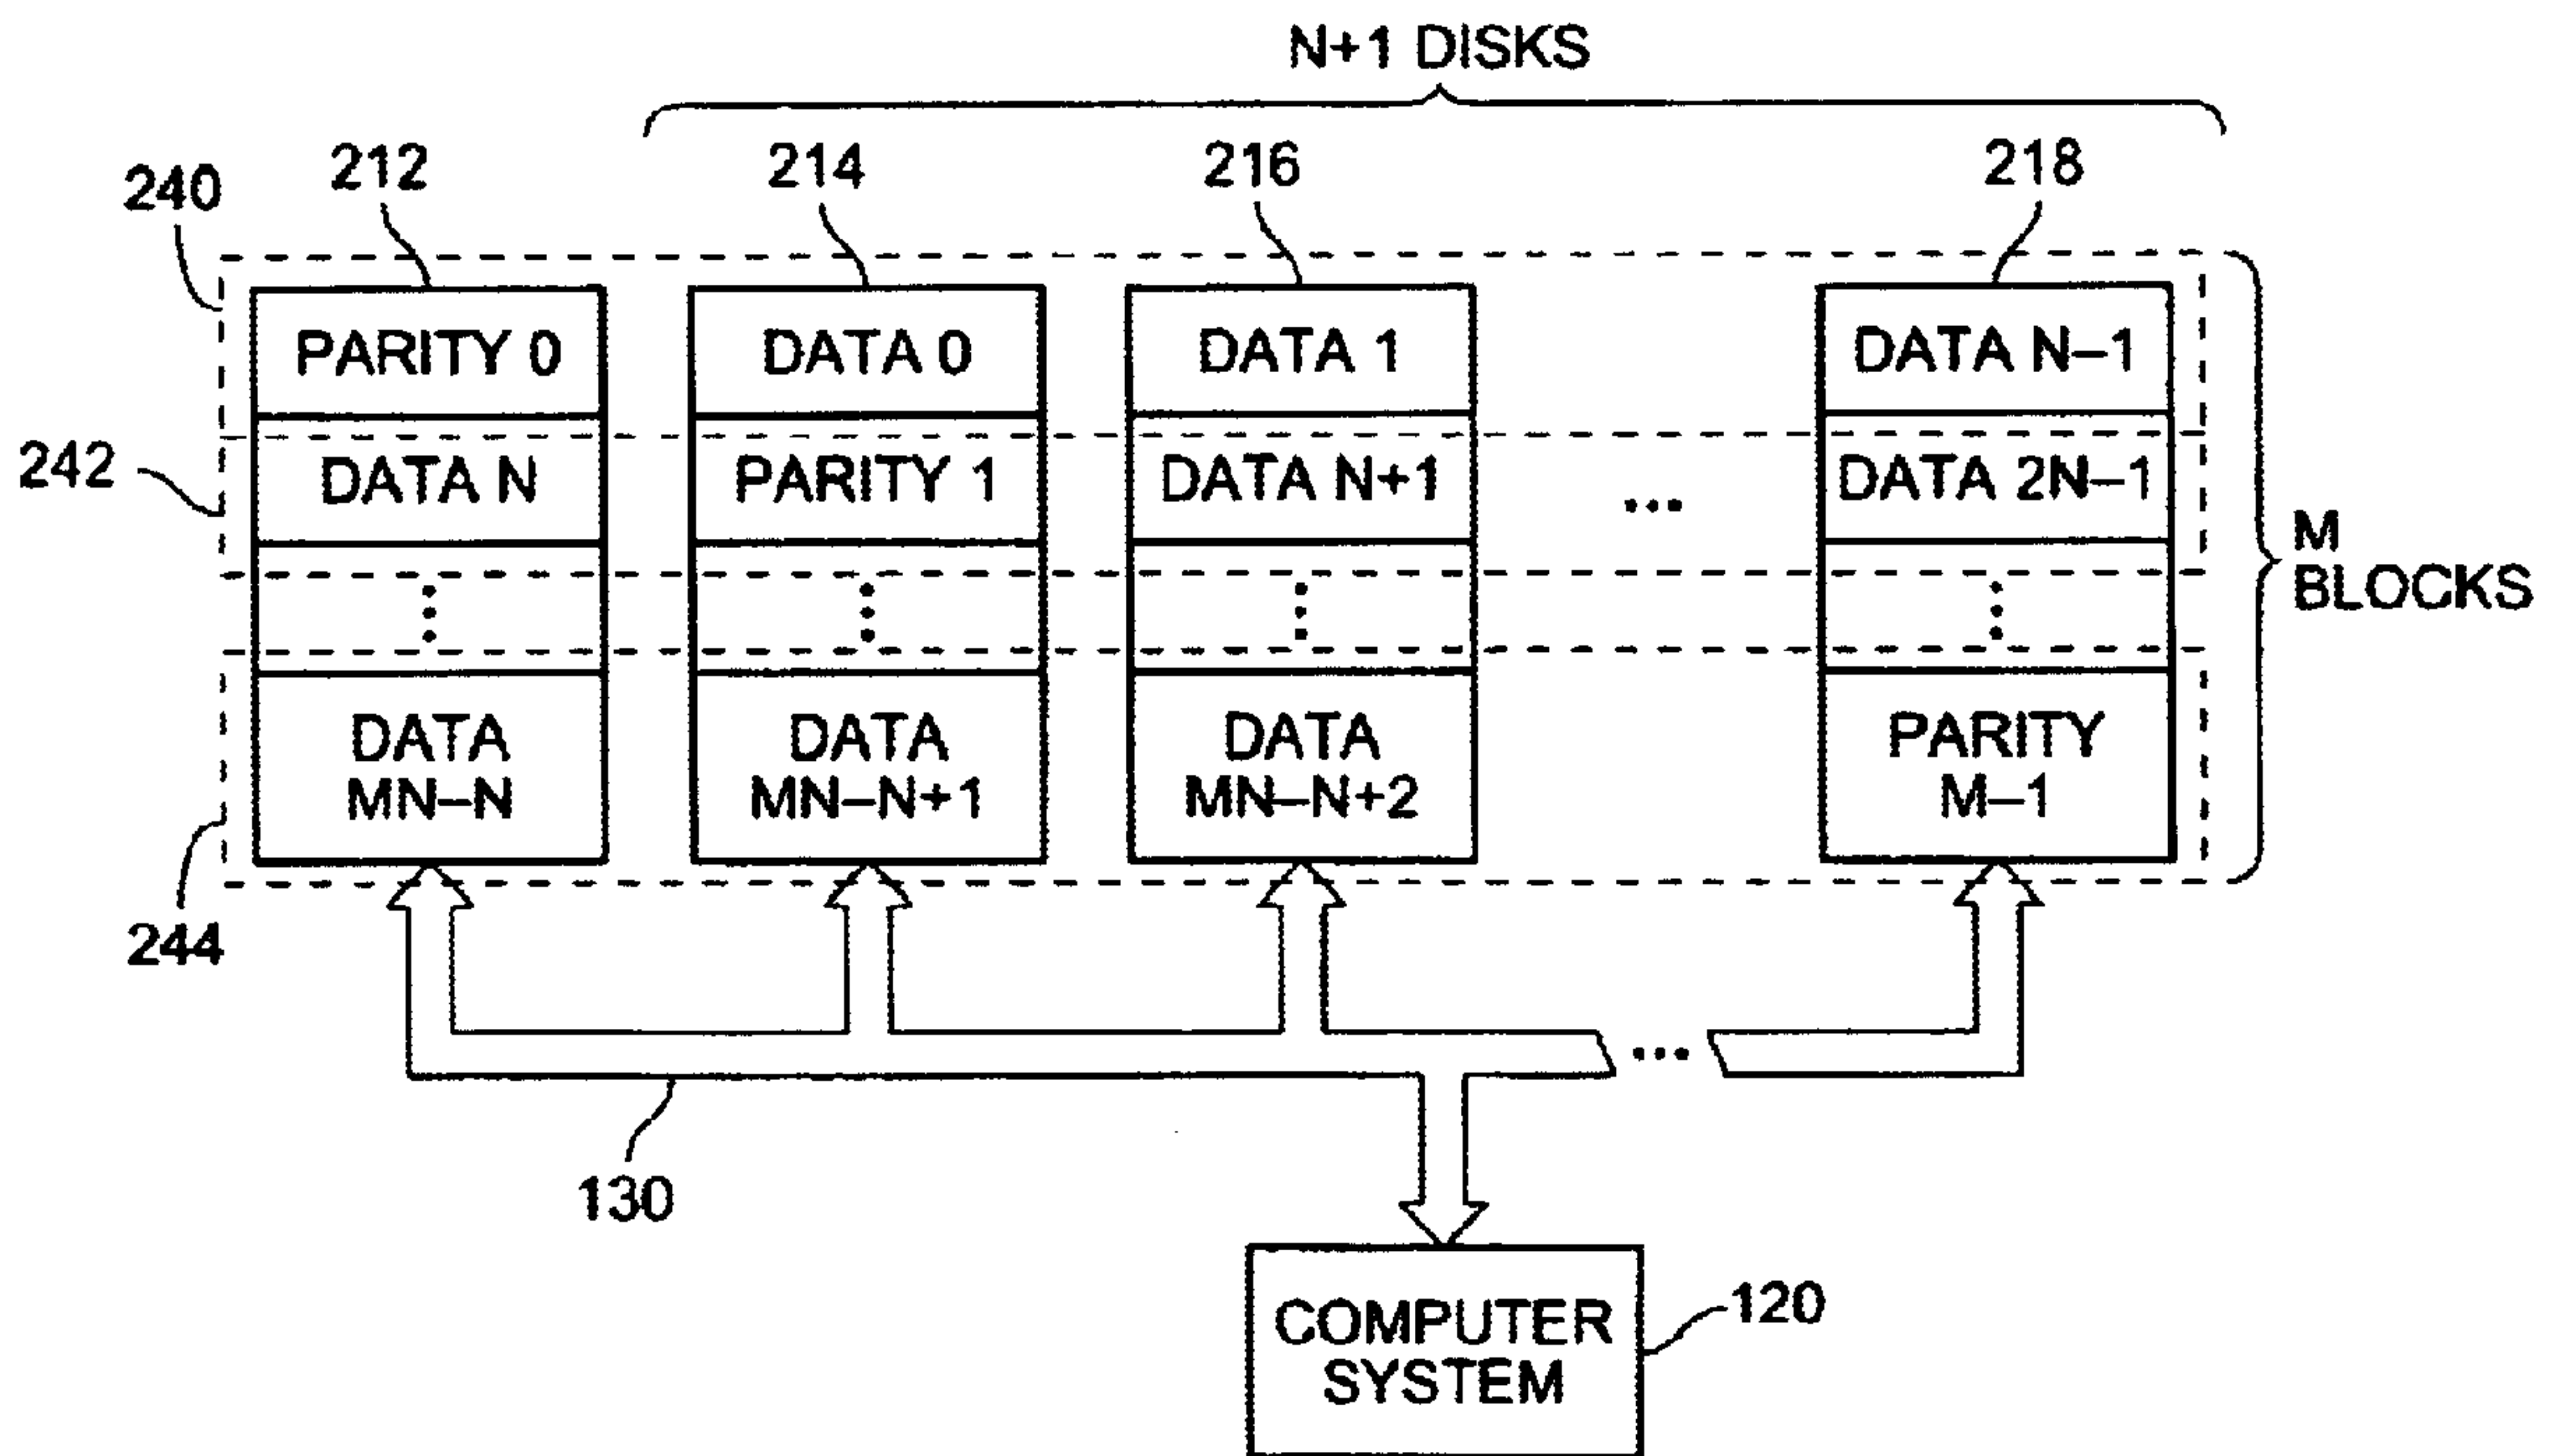 N+1 DISKS
240 212 214 216 218
PARITY 0 DATA 0 DATA 1 DATA N–1
242 DATA N PARITY 1 DATA N+1 ... DATA 2N–1
M
BLOCKS
DATA DATA DATA PARITY
MN–N MN–N+1 MN–N+2 M–1
244
...
130
COMPUTER
SYSTEM
120